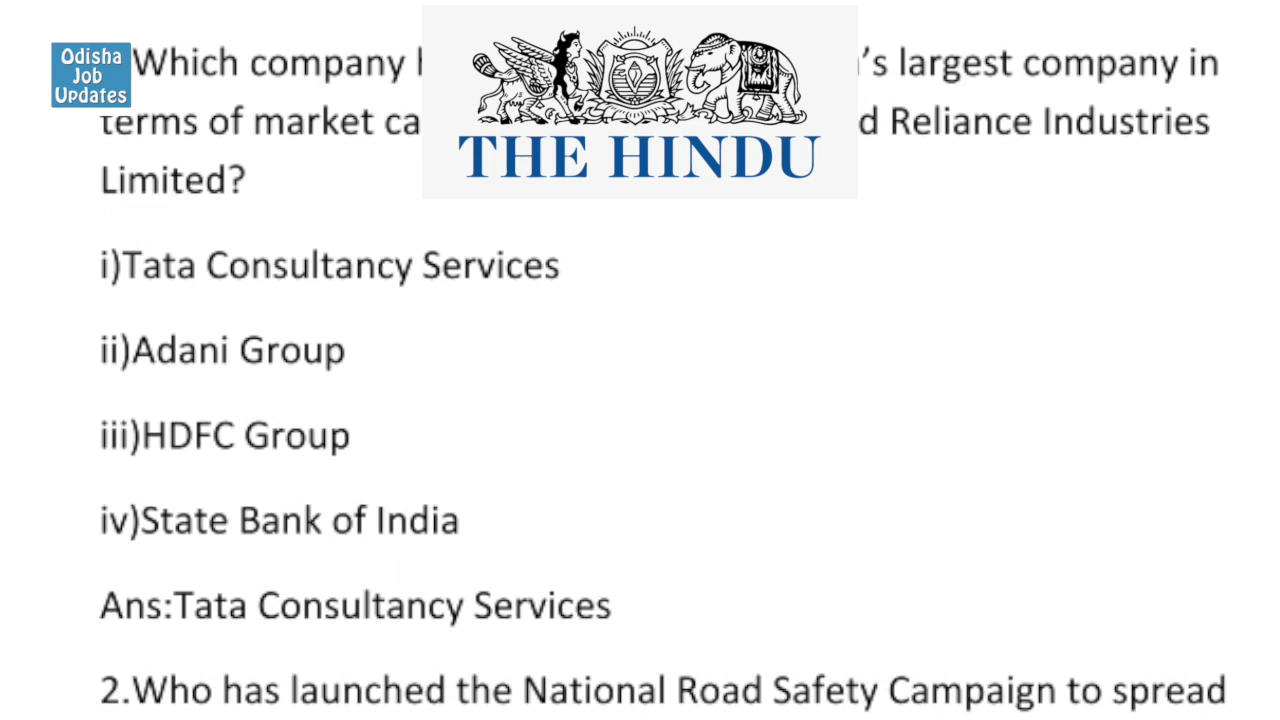 Odisha
Job
Updates
Which company
's largest company in
THE HINDU
terms of market ca
d Reliance Industries
Limited?
i)Tata Consultancy Services
ii)Adani Group
iii)HDFC Group
iv)State Bank of India
Ans:Tata Consultancy Services
2.Who has launched the National Road Safety Campaign to spread